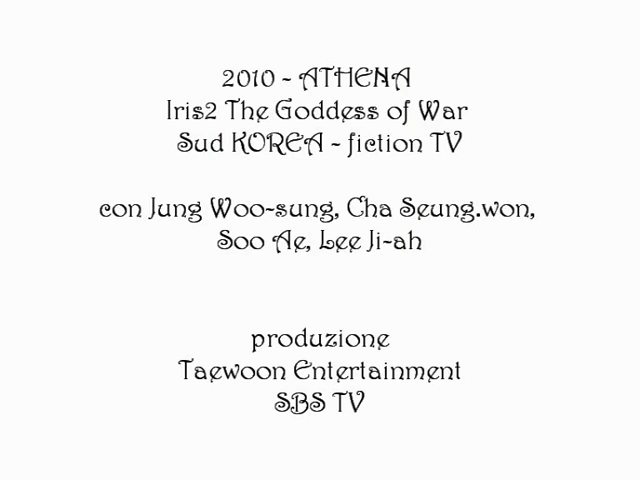 2010 - ATHENA
Iris2 The Goddess of War
Sud KOREA - fiction TV
con Jung Woo-sung, Cha Seung.won,
Soo Ae, Lee Ji-ah
produzione
Taewoon Entertainment
SBS TV